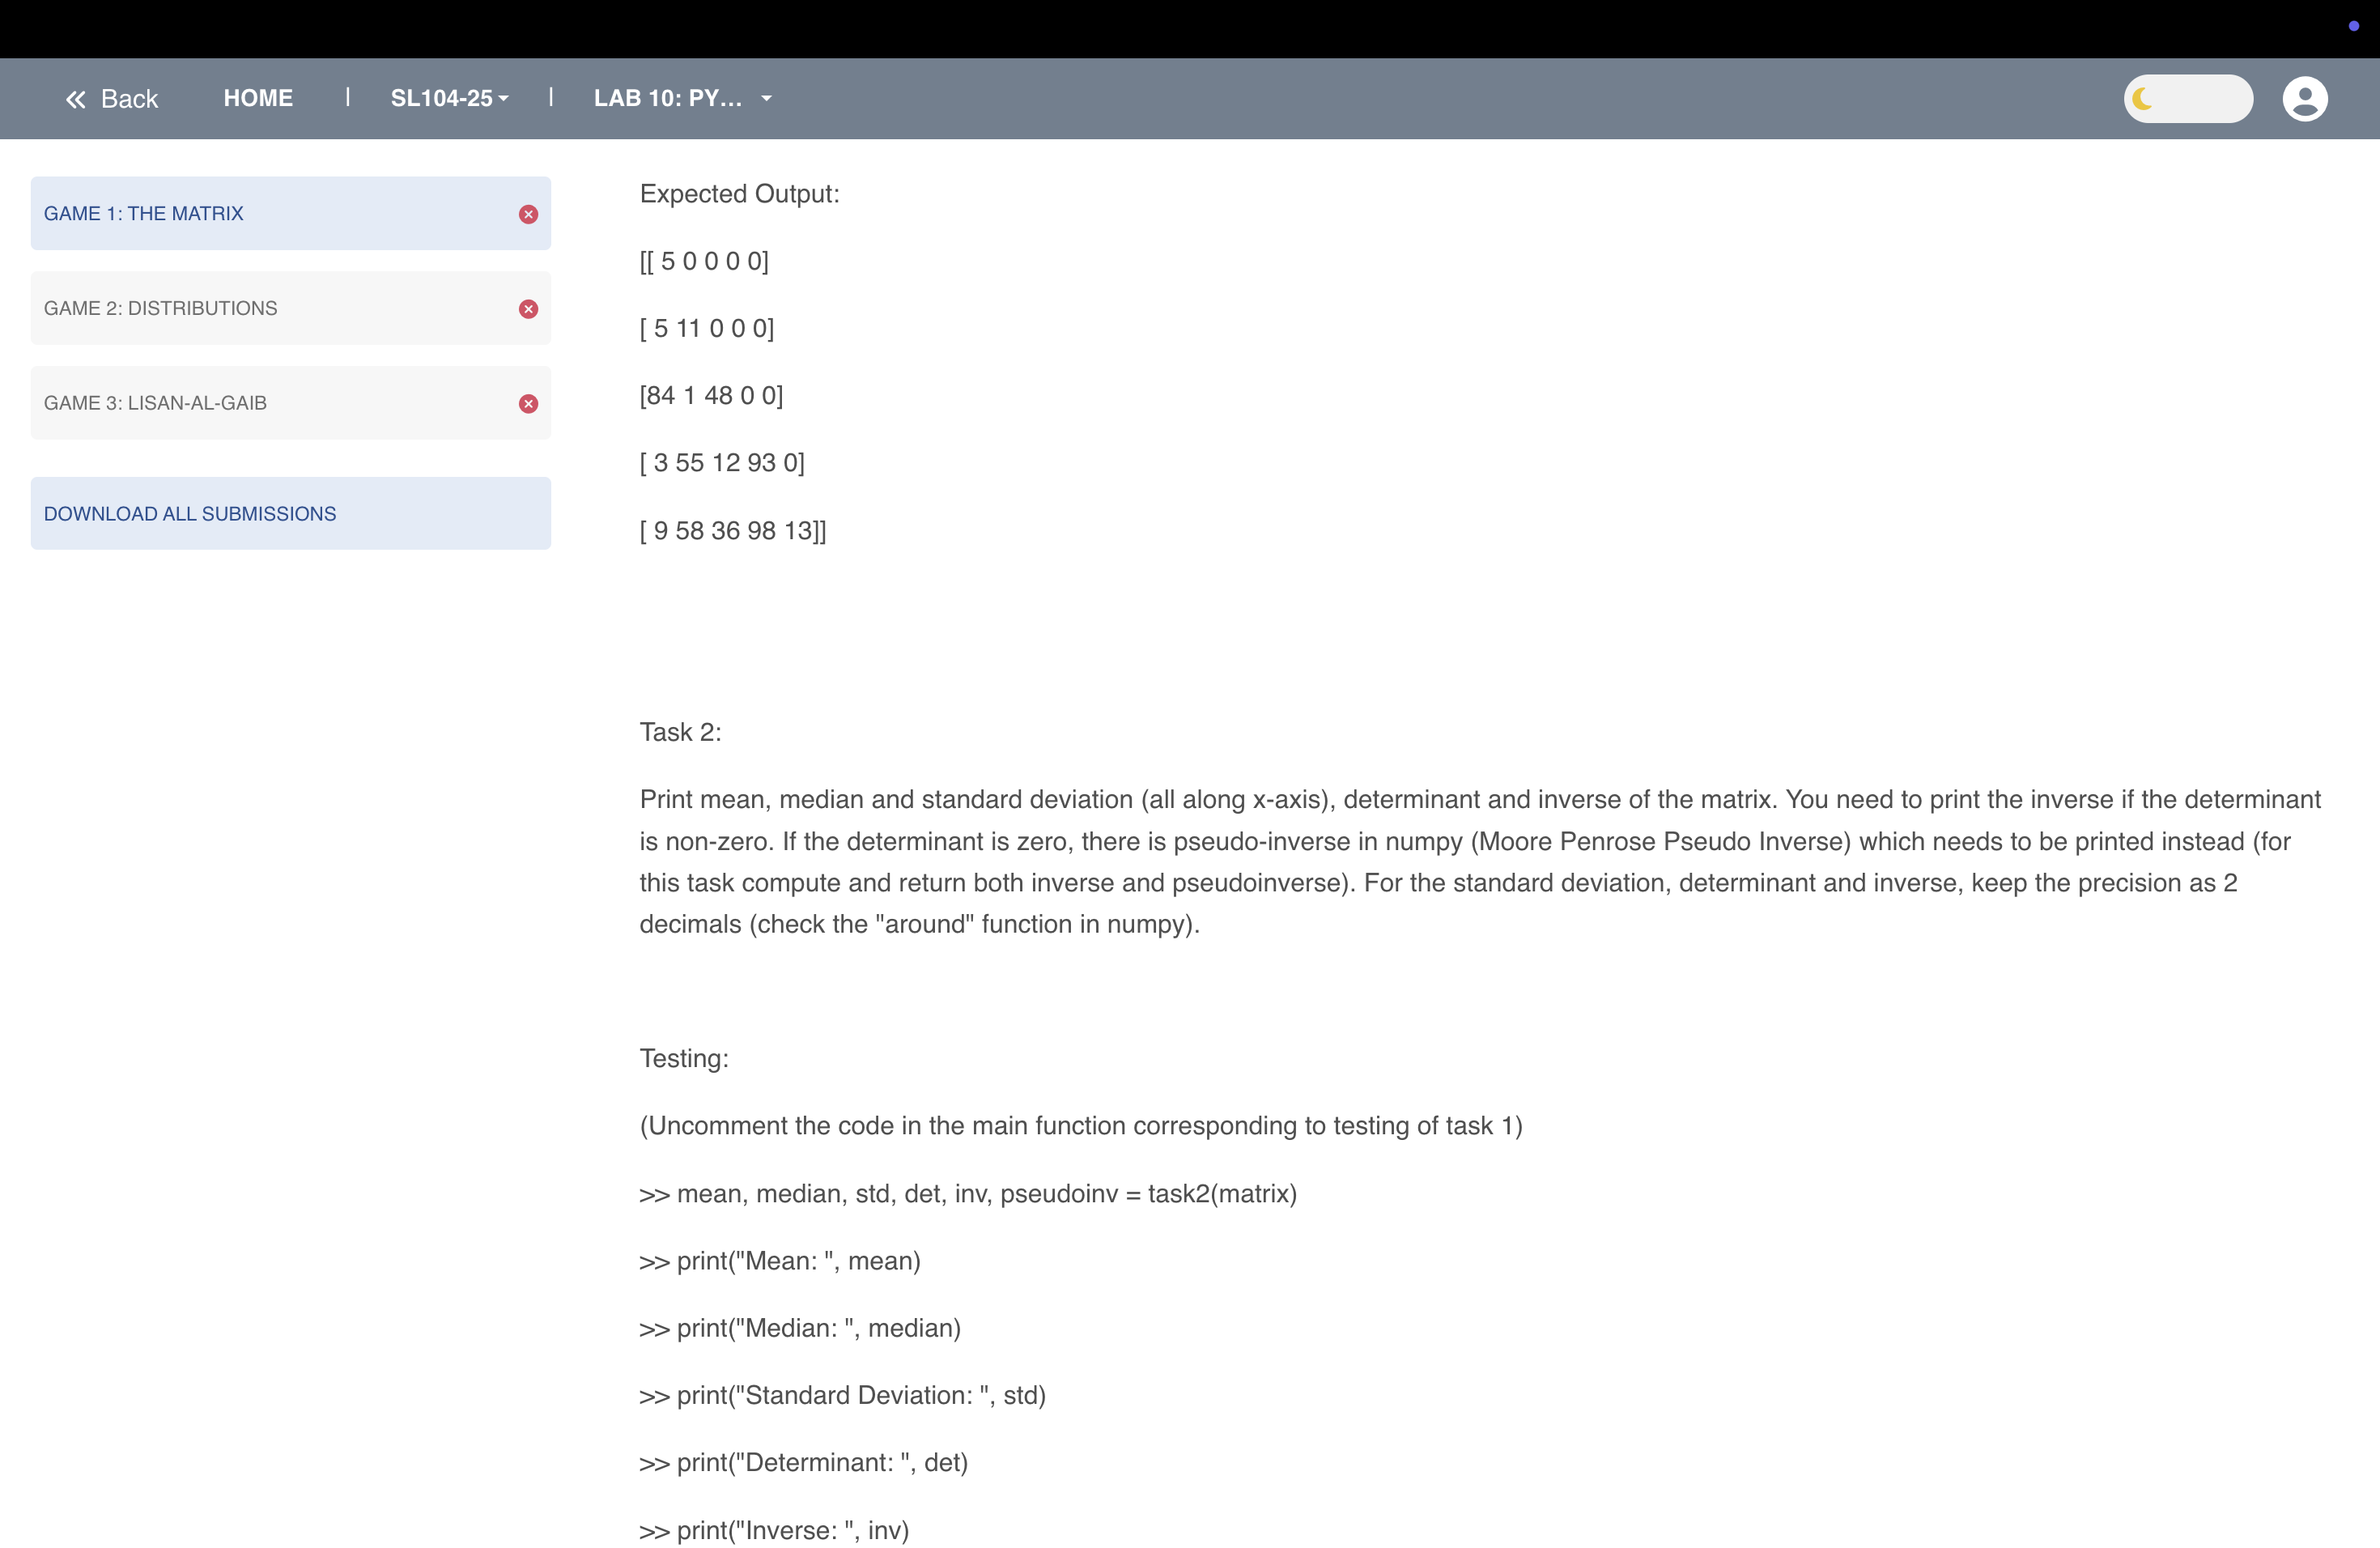 Back
HOME
|
SL104-25
|
LAB 10: PY...
GAME 1: THE MATRIX
GAME 2: DISTRIBUTIONS
GAME 3: LISAN-AL-GAIB
DOWNLOAD ALL SUBMISSIONS
Expected Output:
[[ 5 0 0 0 0]
[ 5 11 0 0 0]
[84 1 48 0 0]
[ 3 55 12 93 0]
[ 9 58 36 98 13]]
Task 2:
Print mean, median and standard deviation (all along x-axis), determinant and inverse of the matrix. You need to print the inverse if the determinant
is non-zero. If the determinant is zero, there is pseudo-inverse in numpy (Moore Penrose Pseudo Inverse) which needs to be printed instead (for
this task compute and return both inverse and pseudoinverse). For the standard deviation, determinant and inverse, keep the precision as 2
decimals (check the "around" function in numpy).
Testing:
(Uncomment the code in the main function corresponding to testing of task 1)
>> mean, median, std, det, inv, pseudoinv = task2(matrix)
>> print("Mean: ", mean)
>> print("Median: ", median)
>> print("Standard Deviation: ", std)
>> print("Determinant: ", det)
>> print("Inverse: ", inv)